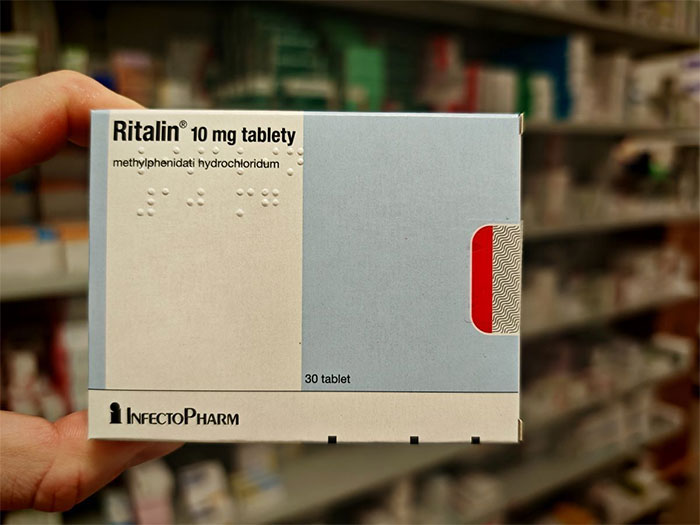 Ritalin® 10 mg tablety
methylphenidati hydrochloridum
30 tablet
INFECTOPHARM